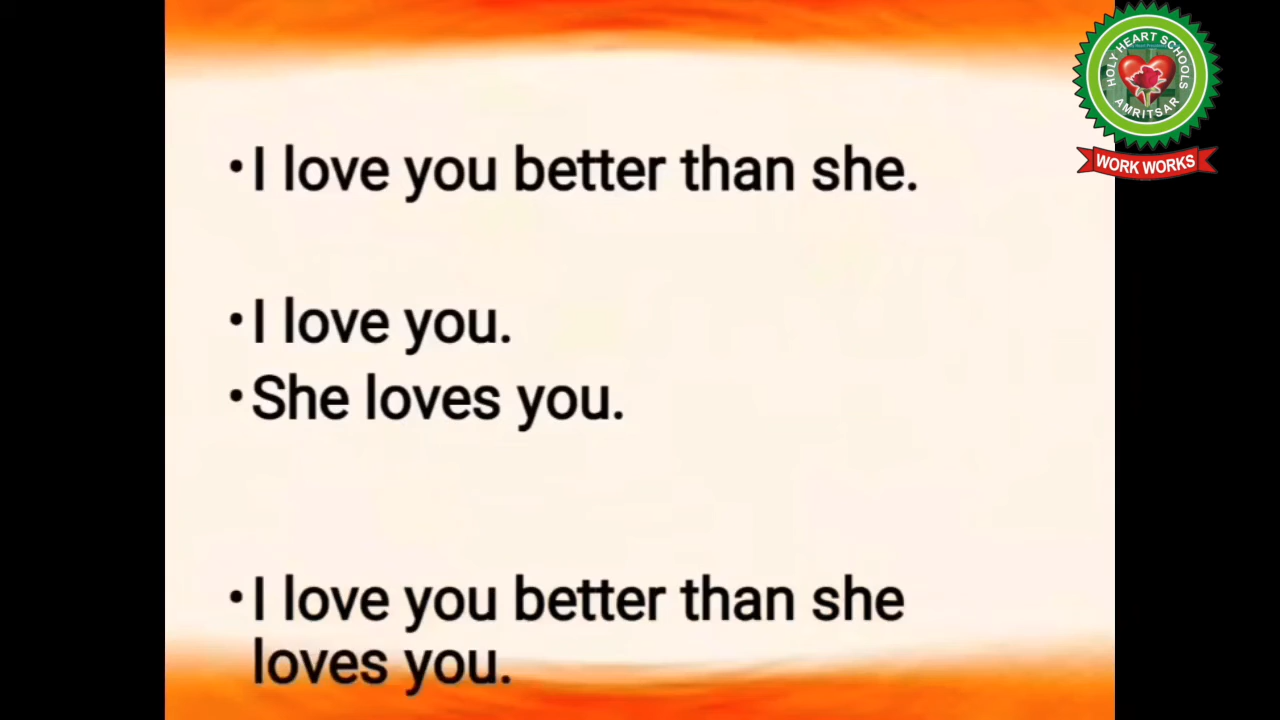 •I love you better than she.
•I love you.
•She loves you.
•I love you better than she
loves you.
HOLY HEART SCHOOLS
AMRITSAR
WORK WORKS